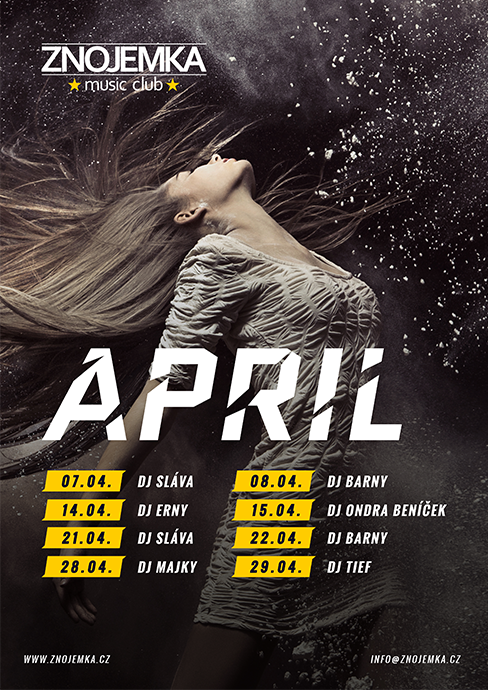 ZNOJEMKA
music club
APRIL
07.04. DJ SLÁVA
14.04. DJ ERNY
21.04. DJ SLÁVA
28.04. DJ MAJKY
08.04. DJ BARNY
15.04. DJ ONDRA BENÍČEK
22.04. DJ BARNY
29.04. DJ TIEF
WWW.ZNOJEMKA.CZ
INFO@ZNOJEMKA.CZ